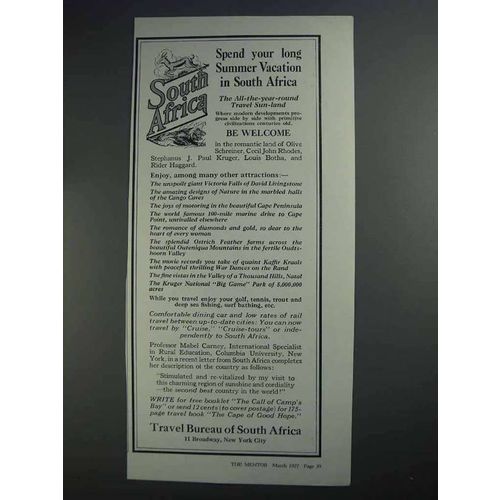 South
Africa
Spend your long
Summer Vacation
in South Africa
The All-the-year-round
Travel Sun-land
Where modern developments pro-
gress side by side with primitive
civilizations centuries old.
BE WELCOME
in the romantic land of Olive
Schreiner, Cecil John Rhodes,
Stephanus J. Paul Kruger, Louis Botha, and
Rider Haggard.
Enjoy, among many other attractions:—
The unspoilt giant Victoria Falls of David Livingstone
The amazing designs of Nature in the marbled halls
of the Cango Caves
The joys of motoring in the beautiful Cape Peninsula
The world famous 100-mile marine drive to Cape
Point, unrivalled elsewhere
The romance of diamonds and gold, so dear to the
heart of every woman
The splendid Ostrich Feather farms across the
beautiful Outeniqua Mountains in the fertile Oudts-
hoorn Valley
The movie records you take of quaint Kaffir Kraals
with peaceful thrilling War Dances on the Rand
The fine vistas in the Valley of a Thousand Hills, Natal
The Kruger National "Big Game" Park of 5,000,000
acres
While you travel enjoy your golf, tennis, trout and
deep sea fishing, surf bathing, etc.
Comfortable dining car and low rates of rail
travel between up-to-date cities: You can now
travel by "Cruise," "Cruise-tours" or inde-
pendently to South Africa.
Professor Mabel Carney, International Specialist
in Rural Education, Columbia University, New
York, in a recent letter from South Africa completes
her description of the country as follows:
"Stimulated and re-vitalized by my visit to
this charming region of sunshine and cordiality
—the second best country in the world!"
WRITE for free booklet "The Call of Camp's
Bay" or send 12 cents (to cover postage) for 175-
page travel book "The Cape of Good Hope."
Travel Bureau of South Africa
11 Broadway, New York City
THE MENTOR March 1927 Page